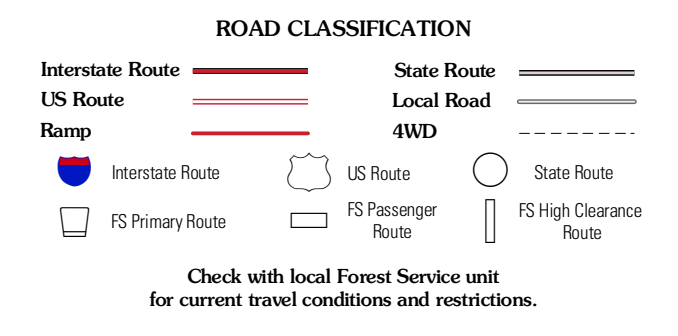 ROAD CLASSIFICATION
Interstate Route
State Route
US Route
Local Road
Ramp
4WD
Interstate Route
US Route
State Route
FS Primary Route
FS Passenger
Route
FS High Clearance
Route
Check with local Forest Service unit
for current travel conditions and restrictions.